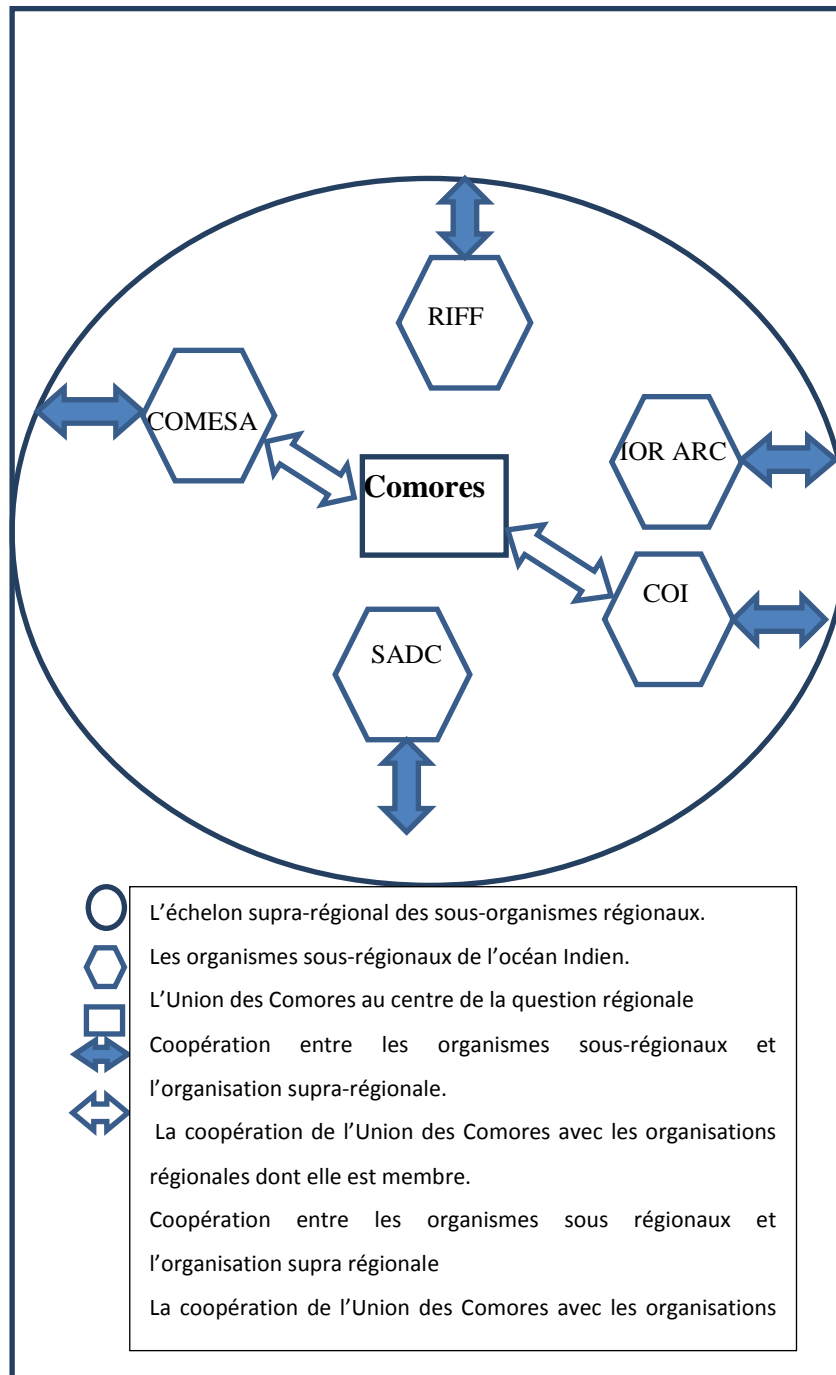 RIFF
COMESA
IOR ARC
Comores
COI
SADC
L’échelon supra-régional des sous-organismes régionaux.
Les organismes sous-régionaux de l’océan Indien.
L’Union des Comores au centre de la question régionale
Coopération entre les organismes sous-régionaux et
l’organisation supra-régionale.
La coopération de l’Union des Comores avec les organisations
régionales dont elle est membre.
Coopération entre les organismes sous régionaux et
l’organisation supra régionale
La coopération de l’Union des Comores avec les organisations